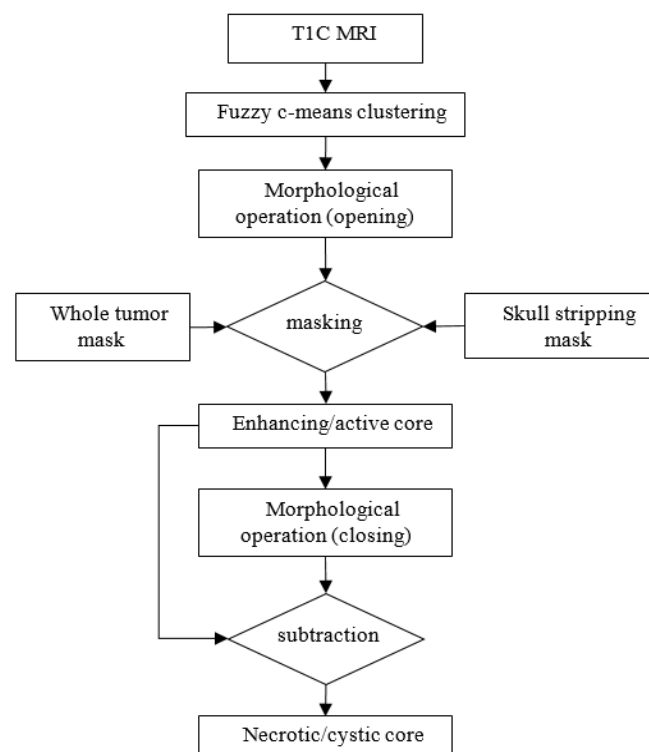 T1C MRI
Fuzzy c-means clustering
Morphological
operation (opening)
Whole tumor
mask
masking
Skull stripping
mask
Enhancing/active core
Morphological
operation (closing)
subtraction
Necrotic/cystic core